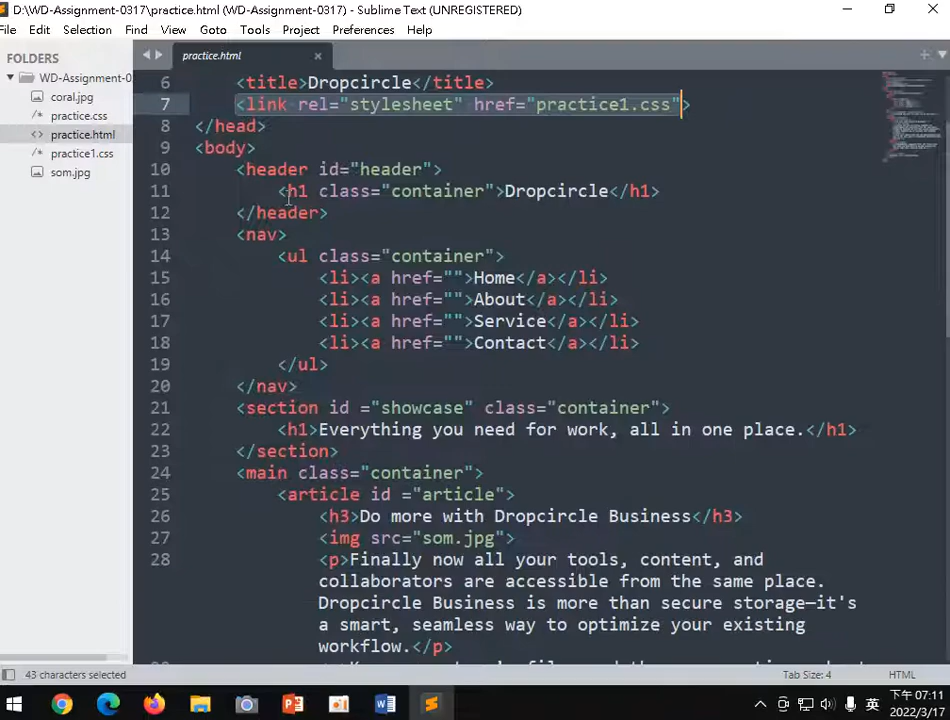 D:\WD-Assignment-0317\practice.html (WD-Assignment-0317) - Sublime Text (UNREGISTERED)
File Edit Selection Find View Goto Tools Project Preferences Help
FOLDERS
WD-Assignment-0
coral.jpg
practice.css
practice.html
practice1.css
som.jpg
practice.html
6 <title>Dropcircle</title>
7 <link rel="stylesheet" href="practice1.css">
8 </head>
9 <body>
10 <header id="header">
11 <h1 class="container">Dropcircle</h1>
12 </header>
13 <nav>
14 <ul class="container">
15 <li><a href="">Home</a></li>
16 <li><a href="">About</a></li>
17 <li><a href="">Service</a></li>
18 <li><a href="">Contact</a></li>
19 </ul>
20 </nav>
21 <section id ="showcase" class="container">
22 <h1>Everything you need for work, all in one place.</h1>
23 </section>
24 <main class="container">
25 <article id ="article">
26 <h3>Do more with Dropcircle Business</h3>
27 <img src="som.jpg">
28 <p>Finally now all your tools, content, and
collaborators are accessible from the same place.
Dropcircle Business is more than secure storage—it's
a smart, seamless way to optimize your existing
workflow.</p>
43 characters selected
Tab Size: 4
HTML
英
下午 07:11
2022/3/17